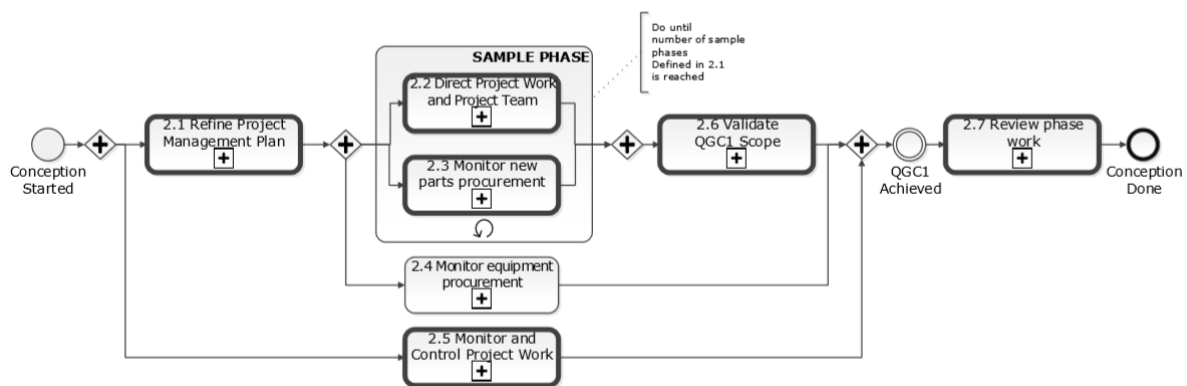 Do until
number of sample
phases
Defined in 2.1
is reached
SAMPLE PHASE
2.2 Direct Project Work
and Project Team
2.1 Refine Project
Management Plan
2.6 Validate
QGC1 Scope
2.7 Review phase
work
2.3 Monitor new
parts procurement
Conception
Started
QGC1
Achieved
Conception
Done
2.4 Monitor equipment
procurement
2.5 Monitor and
Control Project Work